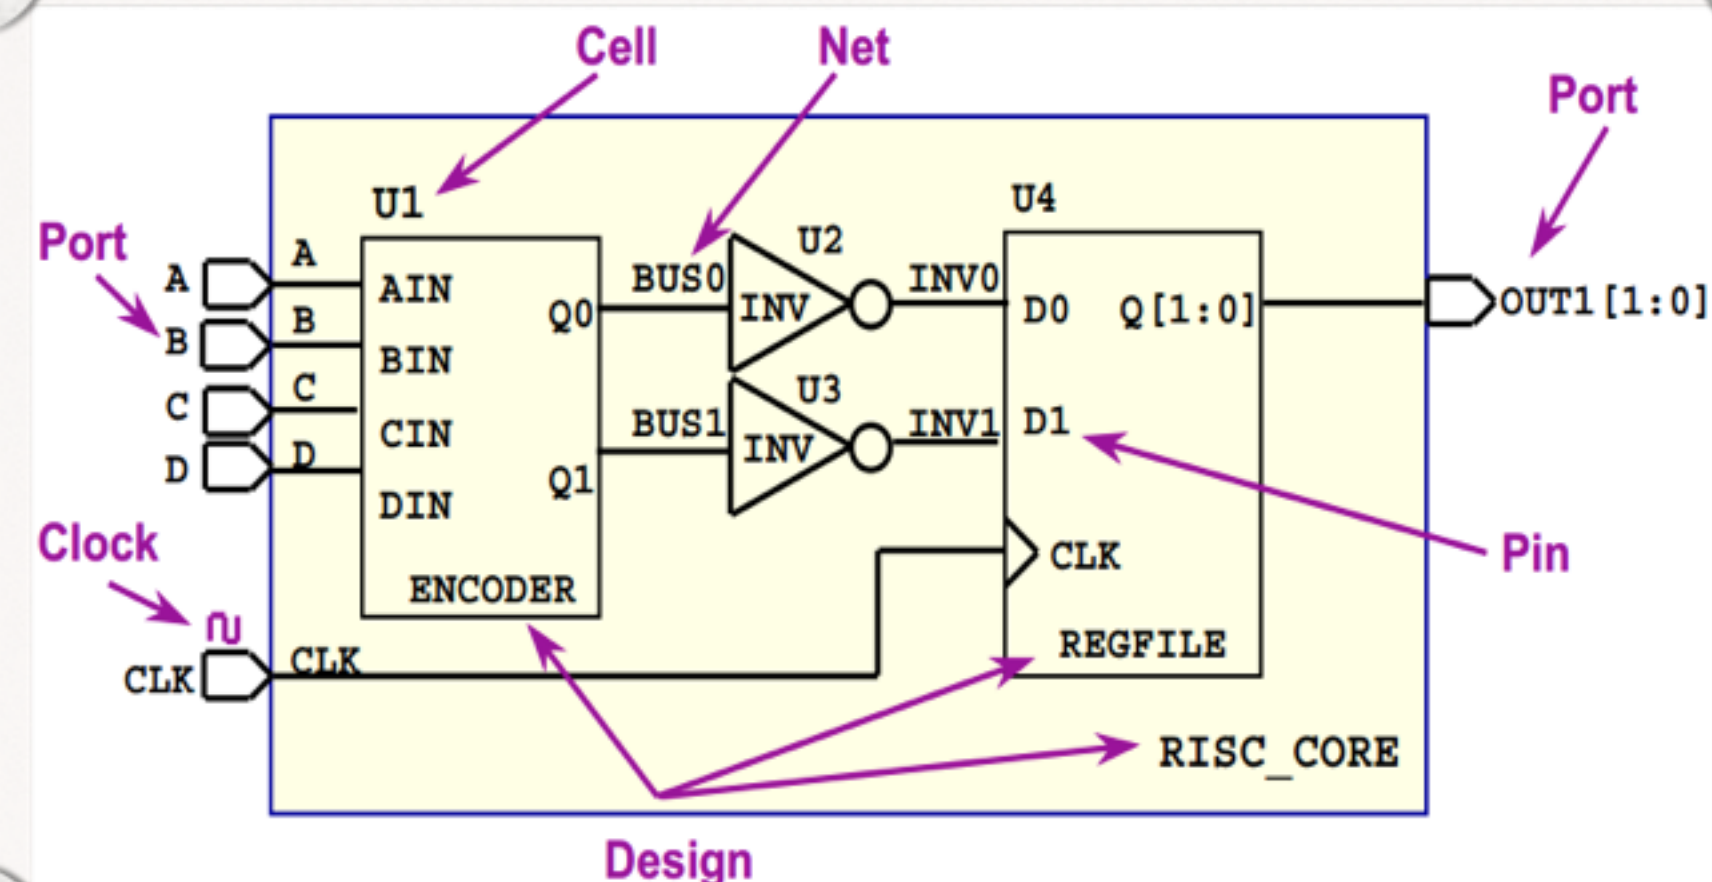 Cell
Net
Port
U1
U4
Port
U2
A
A
AIN
BUS0
INV
INV0
D0
Q[1:0]
OUT1[1:0]
Q0
B
B
BIN
U3
C
C
CIN
BUS1
INV
INV1
D1
D
D
DIN
Q1
Clock
CLK
Pin
ENCODER
REGFILE
CLK
CLK
RISC_CORE
Design